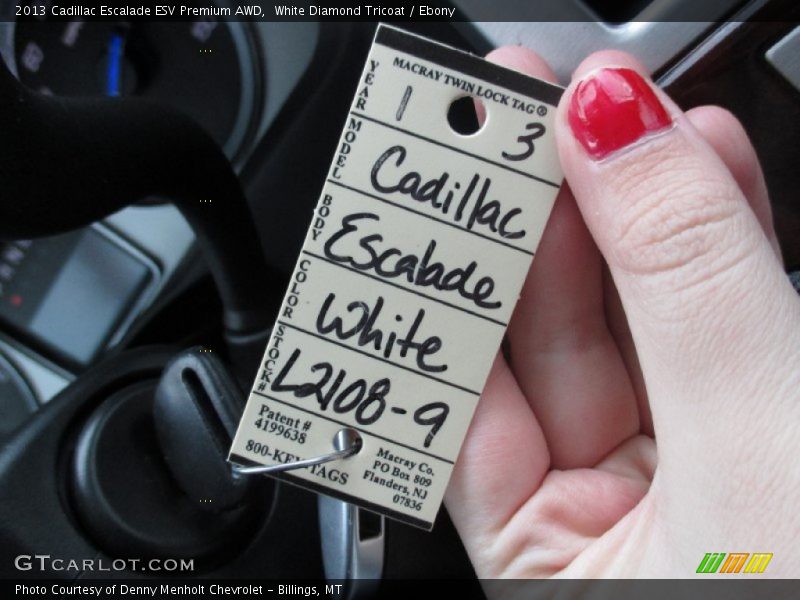 2013 Cadillac Escalade ESV Premium AWD,  White Diamond Tricoat / Ebony
MACRAY TWIN LOCK TAG®
YEAR 1 3
MODEL Cadillac
BODY Escalade
COLOR White
STOCK# L2108-9
Patent #
4199638
800-KEY TAGS
Macray Co.
PO Box 809
Flanders, NJ
07836
GTCARLOT.COM
Photo Courtesy of Denny Menholt Chevrolet - Billings, MT